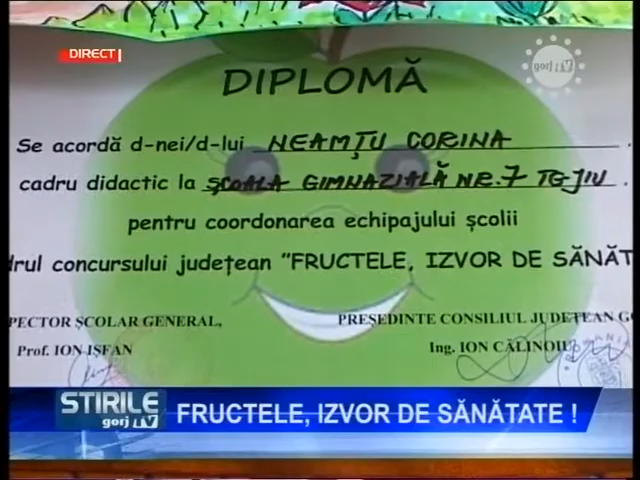 DIRECT
gorj TV
DIPLOMĂ
Se acordă d-nei/d-lui NEAMȚU CORINA
cadru didactic la ȘCOALA GIMNAZIALĂ NR.7 TG-JIU
pentru coordonarea echipajului școlii
drul concursului județean "FRUCTELE, IZVOR DE SĂNĂT
PECTOR ȘCOLAR GENERAL,
PREȘEDINTE CONSILIUL JUDEȚEAN GO
Prof. ION IȘFAN
Ing. ION CĂLINOIU
STIRILE
gorj TV
FRUCTELE, IZVOR DE SĂNĂTATE !